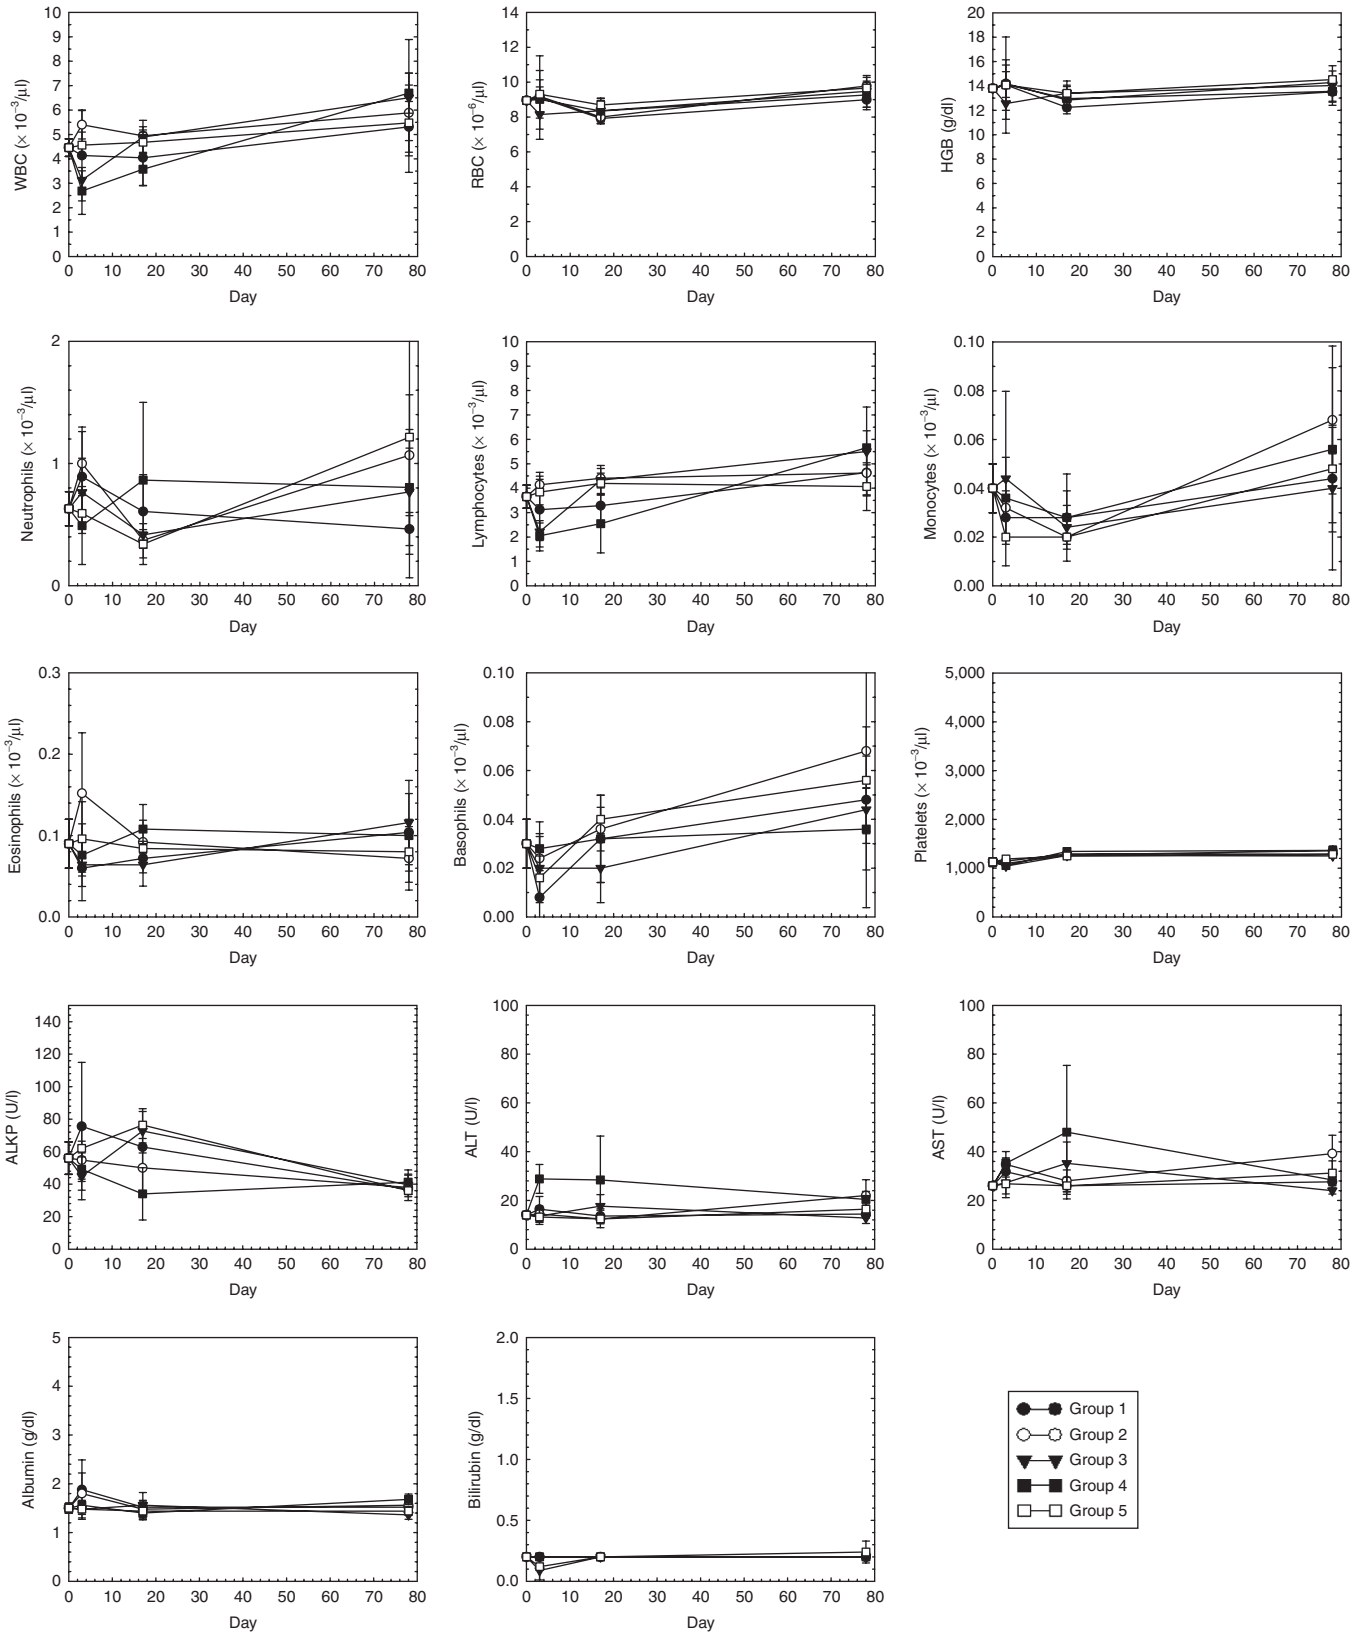 WBC (× 10⁻³/µl)
10
9
8
7
6
5
4
3
2
1
0
0 10 20 30 40 50 60 70 80
Day
RBC (× 10⁻⁶/µl)
14
12
10
8
6
4
2
0
0 10 20 30 40 50 60 70 80
Day
HGB (g/dl)
20
18
16
14
12
10
8
6
4
2
0
0 10 20 30 40 50 60 70 80
Day
Neutrophils (× 10⁻³/µl)
2
1
0
0 10 20 30 40 50 60 70 80
Day
Lymphocytes (× 10⁻³/µl)
10
9
8
7
6
5
4
3
2
1
0
0 10 20 30 40 50 60 70 80
Day
Monocytes (× 10⁻³/µl)
0.10
0.08
0.06
0.04
0.02
0.00
0 10 20 30 40 50 60 70 80
Day
Eosinophils (× 10⁻³/µl)
0.3
0.2
0.1
0.0
0 10 20 30 40 50 60 70 80
Day
Basophils (× 10⁻³/µl)
0.10
0.08
0.06
0.04
0.02
0.00
0 10 20 30 40 50 60 70 80
Day
Platelets (× 10⁻³/µl)
5,000
4,000
3,000
2,000
1,000
0
0 10 20 30 40 50 60 70 80
Day
ALKP (U/l)
140
120
100
80
60
40
20
0
0 10 20 30 40 50 60 70 80
Day
ALT (U/l)
100
80
60
40
20
0
0 10 20 30 40 50 60 70 80
Day
AST (U/l)
100
80
60
40
20
0
0 10 20 30 40 50 60 70 80
Day
Albumin (g/dl)
5
4
3
2
1
0
0 10 20 30 40 50 60 70 80
Day
Bilirubin (g/dl)
2.0
1.5
1.0
0.5
0.0
0 10 20 30 40 50 60 70 80
Day
Group 1
Group 2
Group 3
Group 4
Group 5